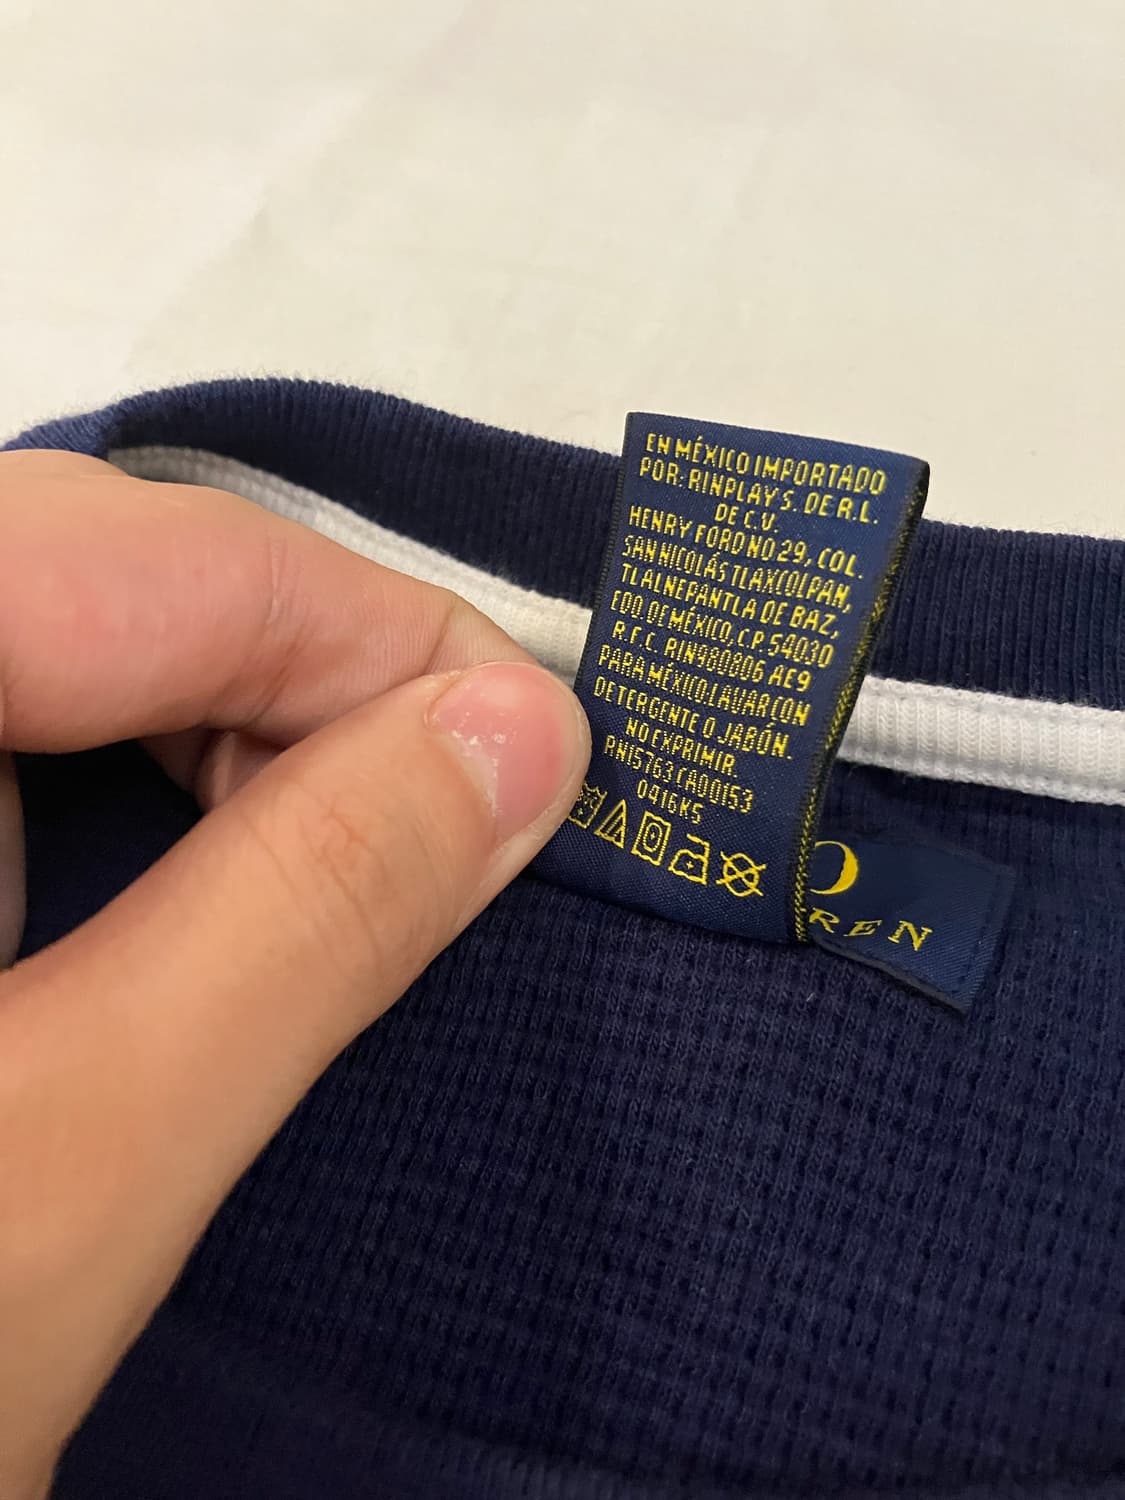 EN MÉXICO IMPORTADO
POR: RINPLAY S. DE R.L.
DE C.V.
HENRY FORD NO 29, COL.
SAN NICOLÁS TLAXCOLPAN,
TLALNEPANTLA DE BAZ,
EDO. DE MÉXICO, C.P. 54030
R.F.C. RIN980806 AE9
PARA MÉXICO LAVAR CON
DETERGENTE O JABÓN.
NO EXPRIMIR.
RN15763 CA00153
0416KS
O
REN